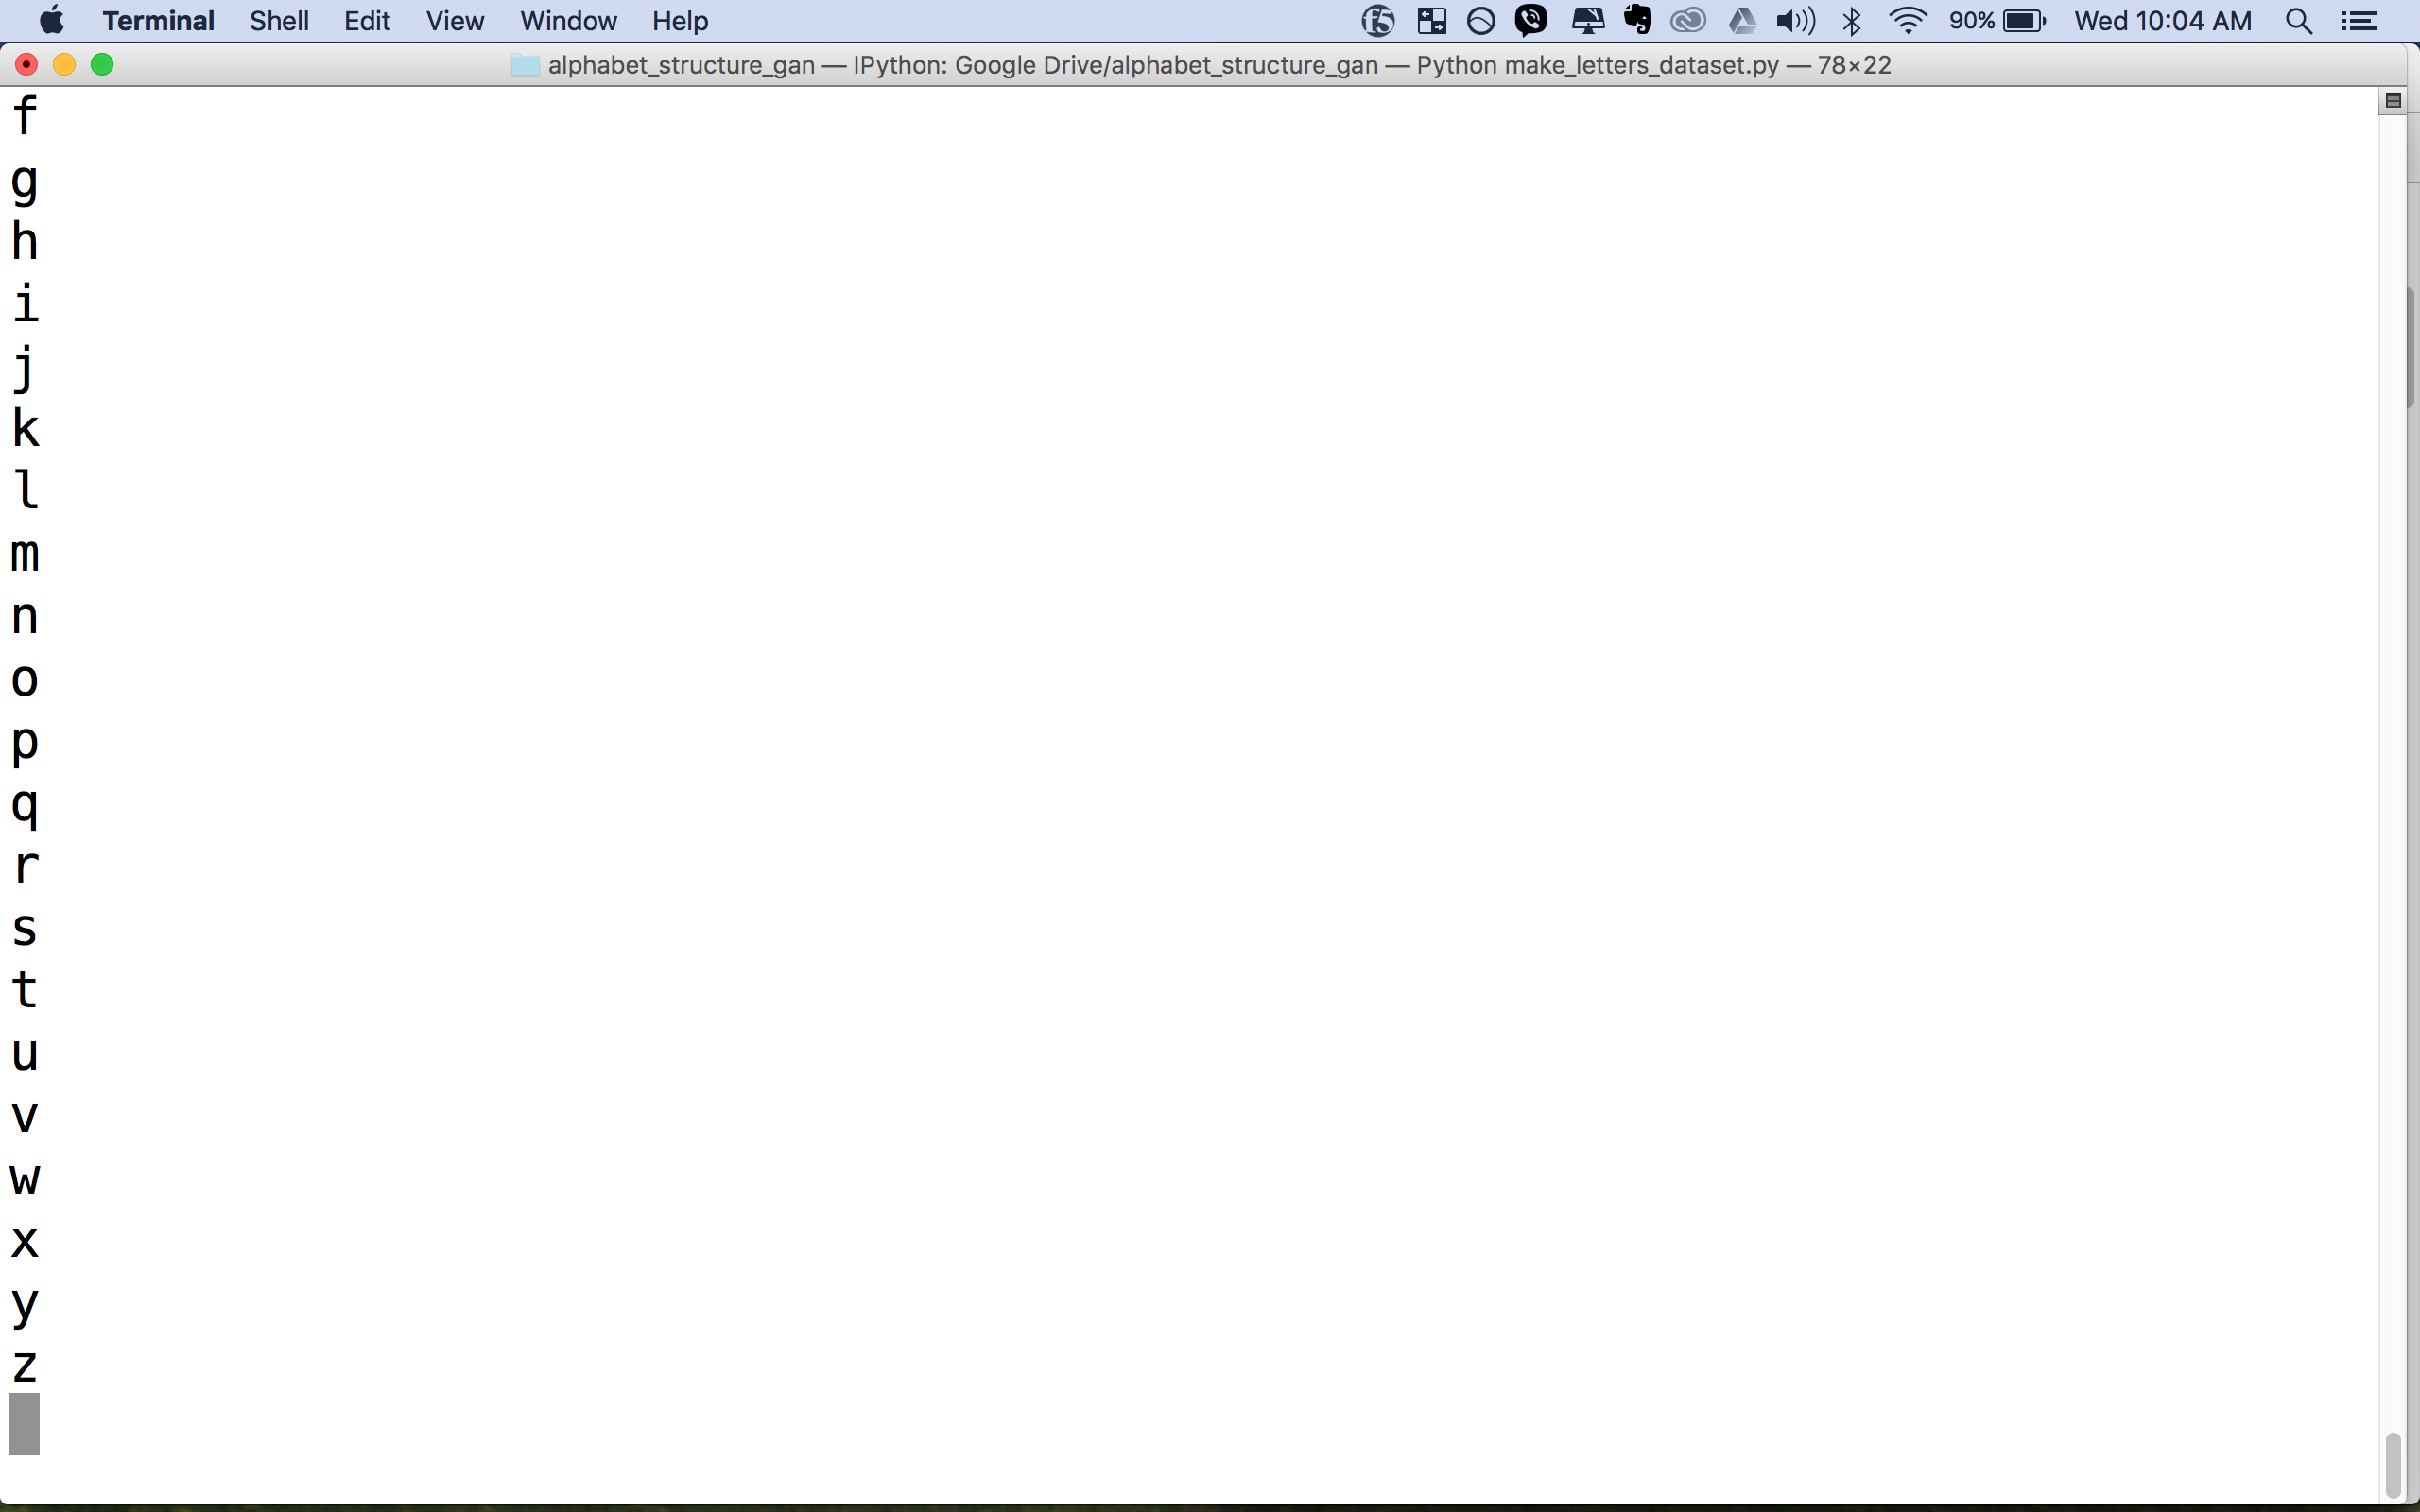 Terminal Shell Edit View Window Help f5 90% Wed 10:04 AM
alphabet_structure_gan — IPython: Google Drive/alphabet_structure_gan — Python make_letters_dataset.py — 78×22
f
g
h
i
j
k
l
m
n
o
p
q
r
s
t
u
v
w
x
y
z